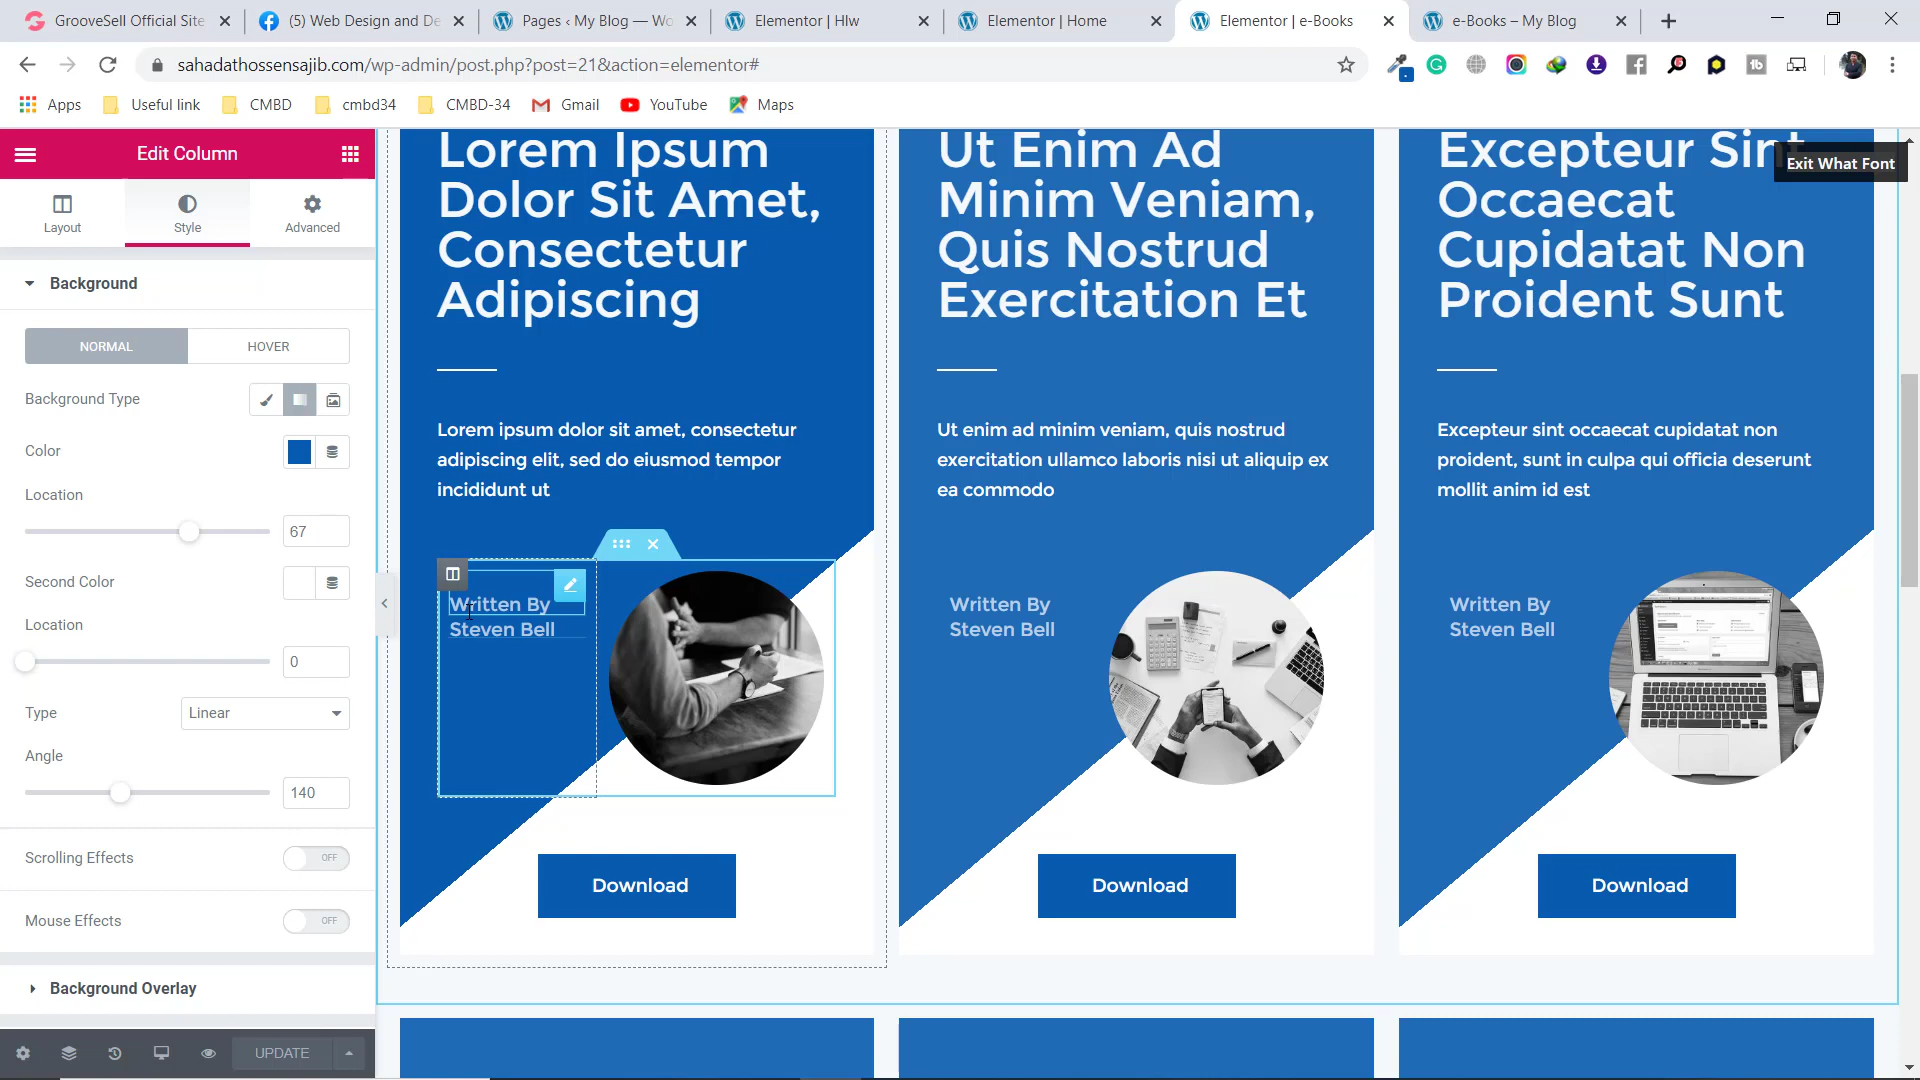 GrooveSell Official Site
(5) Web Design and De
Pages ‹ My Blog — Wo
Elementor | Hlw
Elementor | Home
Elementor | e-Books
e-Books – My Blog
sahadathossensajib.com/wp-admin/post.php?post=21&action=elementor#
Apps
Useful link
CMBD
cmbd34
CMBD-34
Gmail
YouTube
Maps
Edit Column
Layout
Style
Advanced
Background
NORMAL
HOVER
Background Type
Color
Location
67
Second Color
Location
0
Type
Linear
Angle
140
Scrolling Effects
OFF
Mouse Effects
OFF
Background Overlay
UPDATE
Exit What Font
Lorem Ipsum
Dolor Sit Amet,
Consectetur
Adipiscing
Lorem ipsum dolor sit amet, consectetur
adipiscing elit, sed do eiusmod tempor
incididunt ut
Written By
Steven Bell
Download
Ut Enim Ad
Minim Veniam,
Quis Nostrud
Exercitation Et
Ut enim ad minim veniam, quis nostrud
exercitation ullamco laboris nisi ut aliquip ex
ea commodo
Written By
Steven Bell
Download
Excepteur Sint
Occaecat
Cupidatat Non
Proident Sunt
Excepteur sint occaecat cupidatat non
proident, sunt in culpa qui officia deserunt
mollit anim id est
Written By
Steven Bell
Download